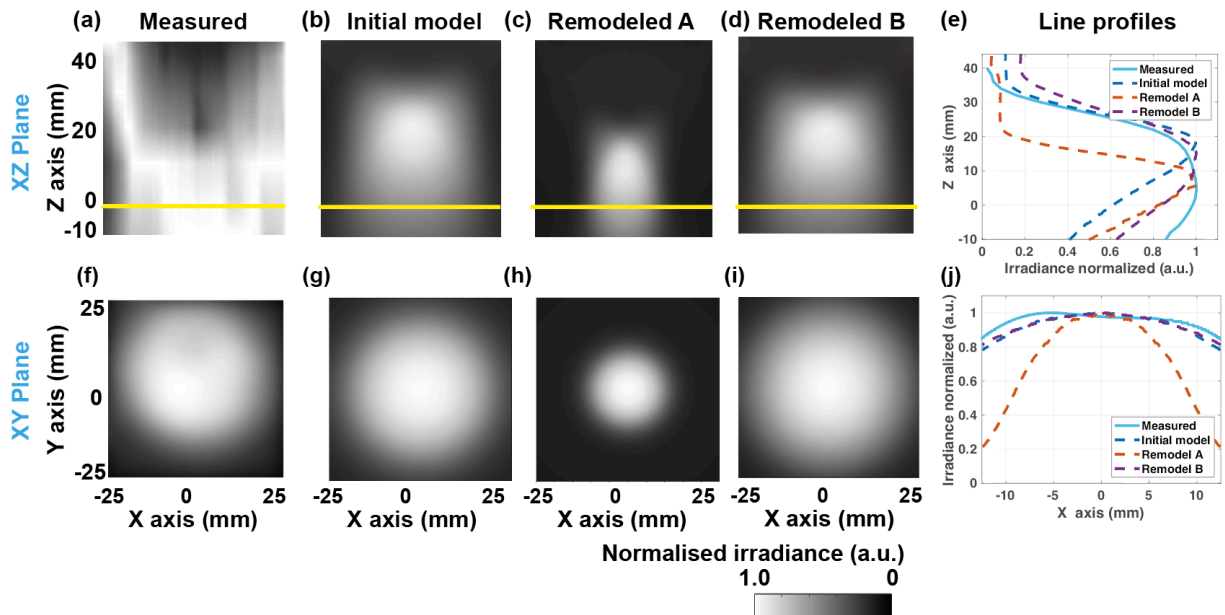 (a) Measured
(b) Initial model
(c) Remodeled A
(d) Remodeled B
(e) Line profiles
XZ Plane
Z axis (mm)
40
20
0
-10
Z axis (mm)
40
30
20
10
0
-10
0
0.2
0.4
0.6
0.8
1
Irradiance normalized (a.u.)
Measured
Initial model
Remodel A
Remodel B
(f)
(g)
(h)
(i)
(j)
XY Plane
Y axis (mm)
25
0
-25
-25 0 25
X axis (mm)
-25 0 25
X axis (mm)
-25 0 25
X axis (mm)
-25 0 25
X axis (mm)
Irradiance normalized (a.u.)
1
0.8
0.6
0.4
0.2
0
Measured
Initial model
Remodel A
Remodel B
-10 -5 0 5 10
X axis (mm)
Normalised irradiance (a.u.)
1.0 0